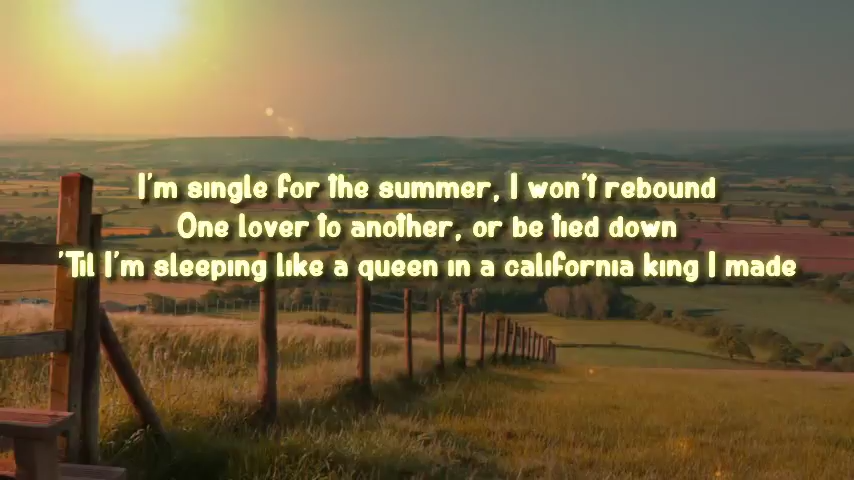 I'm single for the summer, I won't rebound
One lover to another, or be tied down
'Til I'm sleeping like a queen in a california king I made